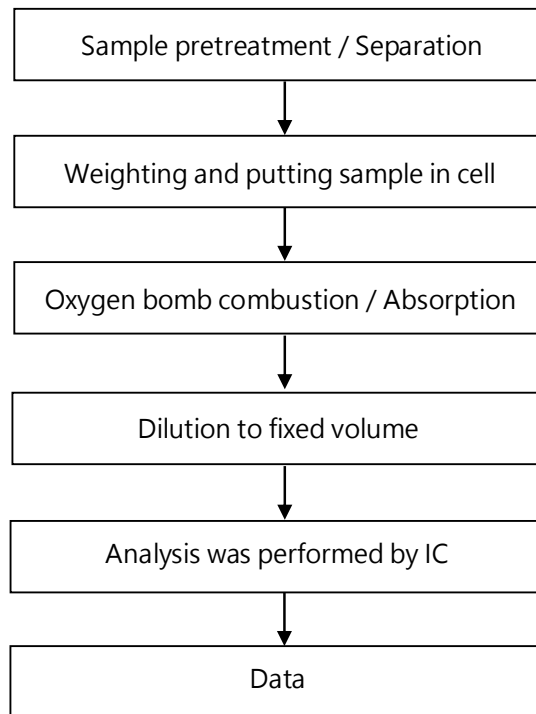 Sample pretreatment / Separation
Weighting and putting sample in cell
Oxygen bomb combustion / Absorption
Dilution to fixed volume
Analysis was performed by IC
Data